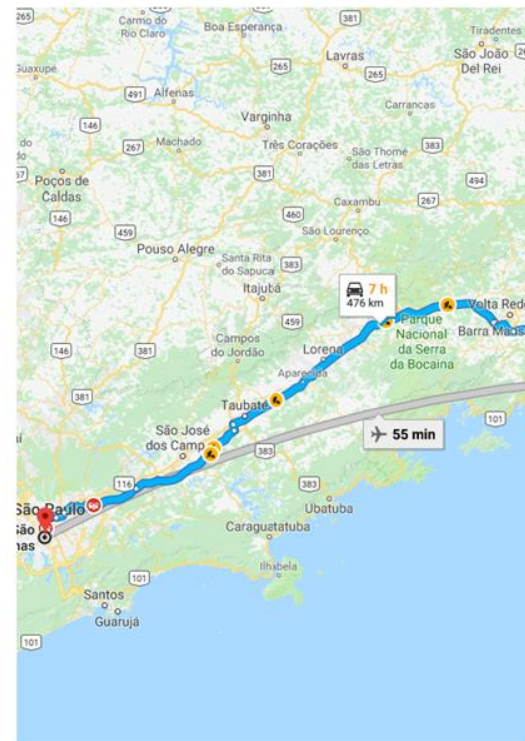 265
Carmo do
Rio Claro
Boa Esperança
381
Tiradentes
São João
Del Rei
Lavras
265
265
Guaxupé
491
Alfenas
Carrancas
146
Varginha
267
Machado
Três Corações
São Thomé
das Letras
494
Poços de
Caldas
381
Caxambu
267
146
459
460
São Lourenço
Pouso Alegre
Santa Rita
do Sapucaí
383
Itajubá
7 h
476 km
Volta Red
146
381
459
Parque
Nacional
da Serra
da Bocaina
Barra Mans
Campos
do Jordão
Lorena
Aparecida
381
Taubaté
São José
dos Camp
55 min
101
116
383
383
São Paulo
São
nas
Ubatuba
Caraguatatuba
Ilhabela
101
Santos
Guarujá
101